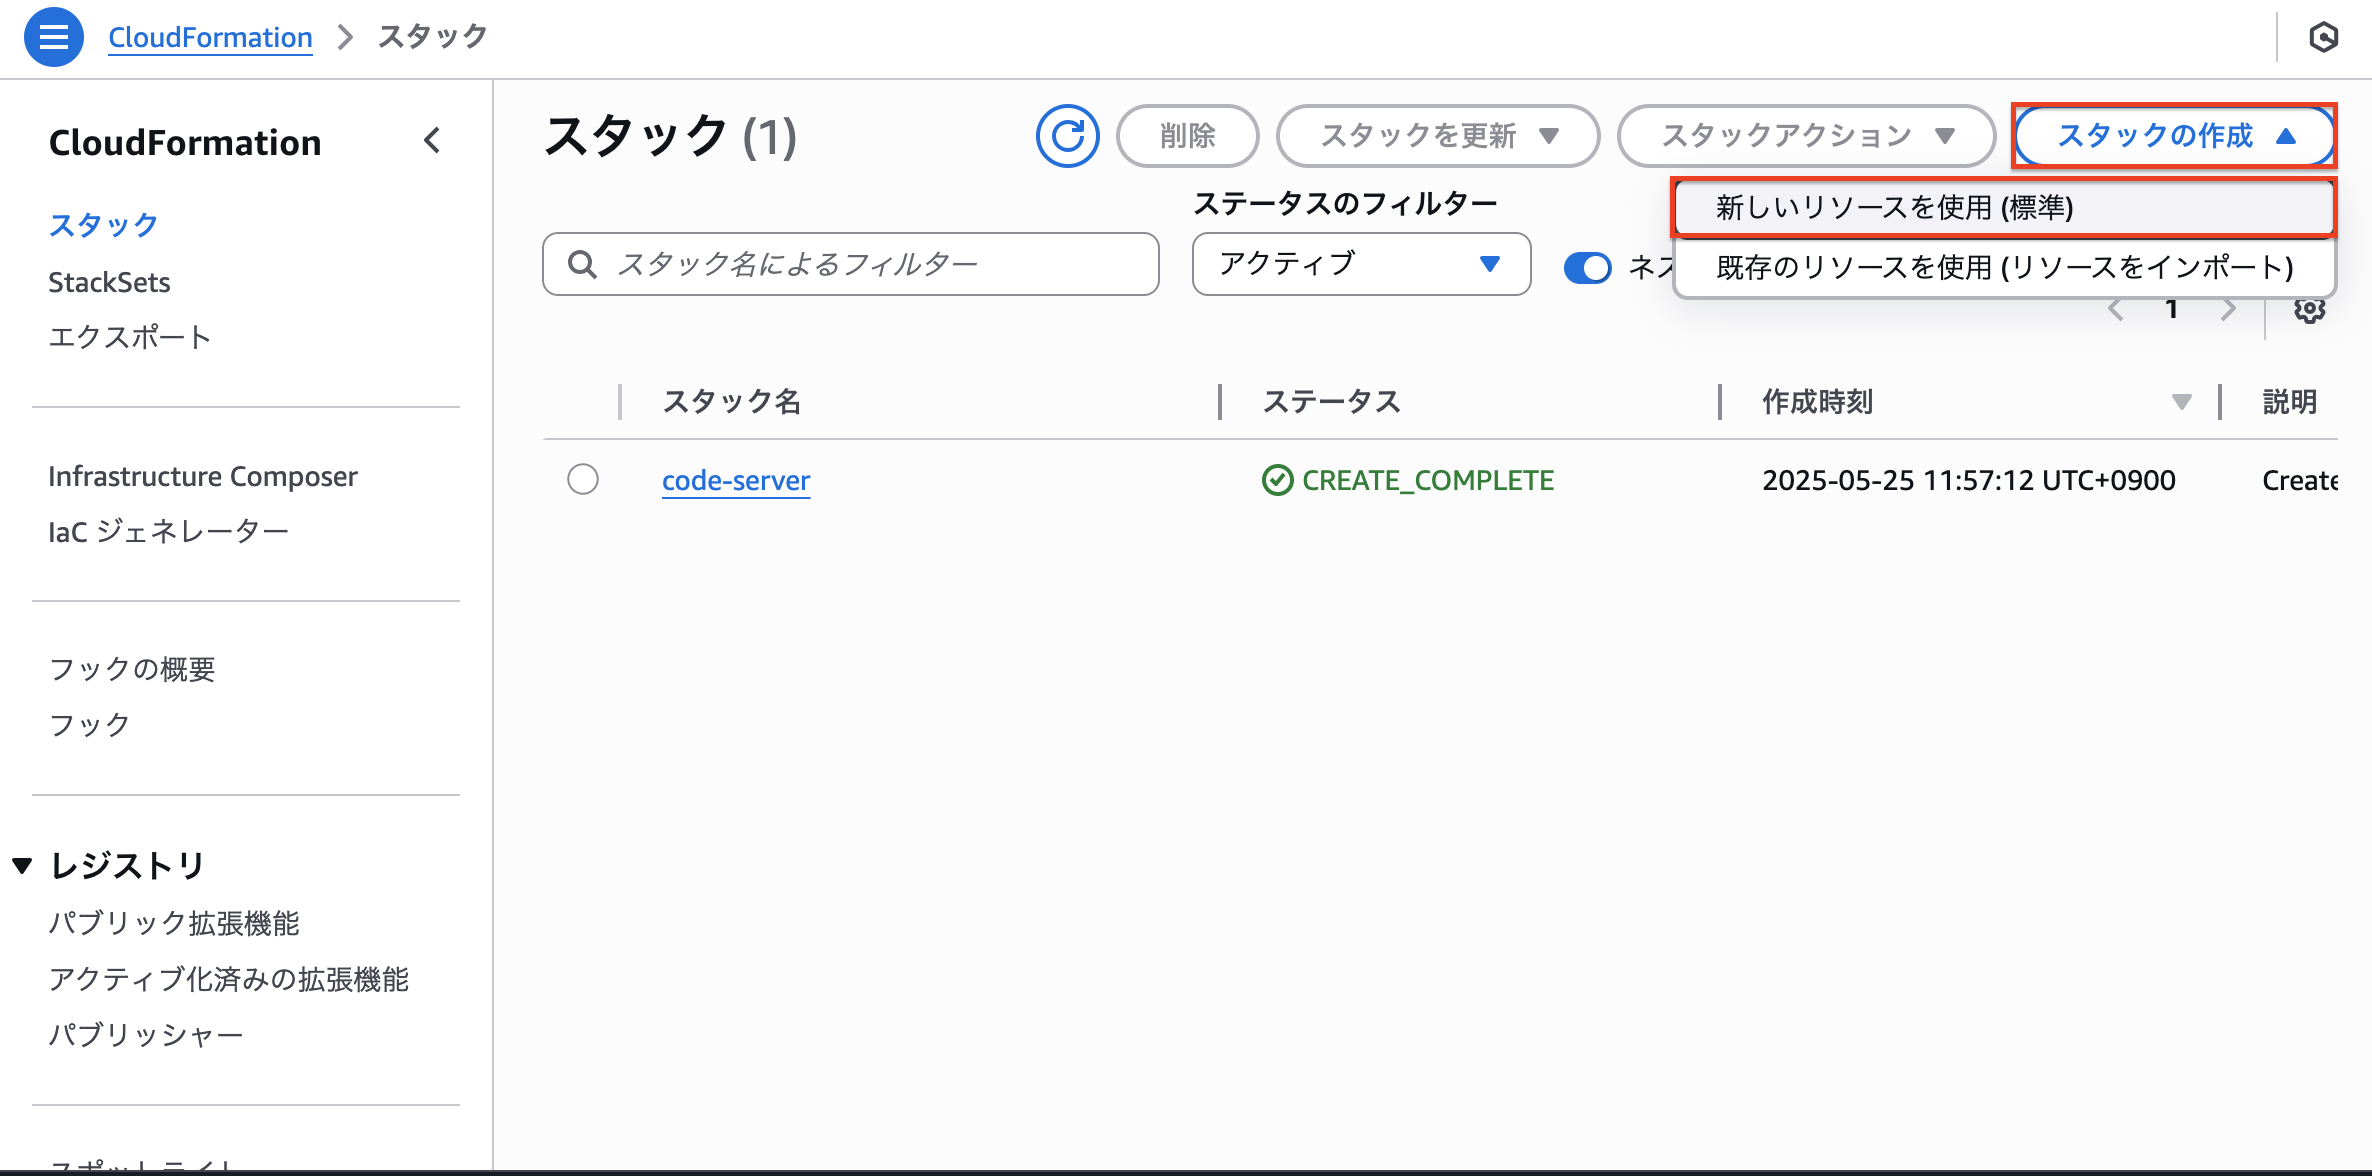 CloudFormation > スタック
CloudFormation
スタック
StackSets
エクスポート
Infrastructure Composer
IaC ジェネレーター
フックの概要
フック
レジストリ
パブリック拡張機能
アクティブ化済みの拡張機能
パブリッシャー
スタック (1)
削除
スタックを更新
スタックアクション
スタックの作成
新しいリソースを使用 (標準)
既存のリソースを使用 (リソースをインポート)
ステータスのフィルター
スタック名によるフィルター
アクティブ
ネス
1
スタック名 ステータス 作成時刻 説明
code-server CREATE_COMPLETE 2025-05-25 11:57:12 UTC+0900 Create